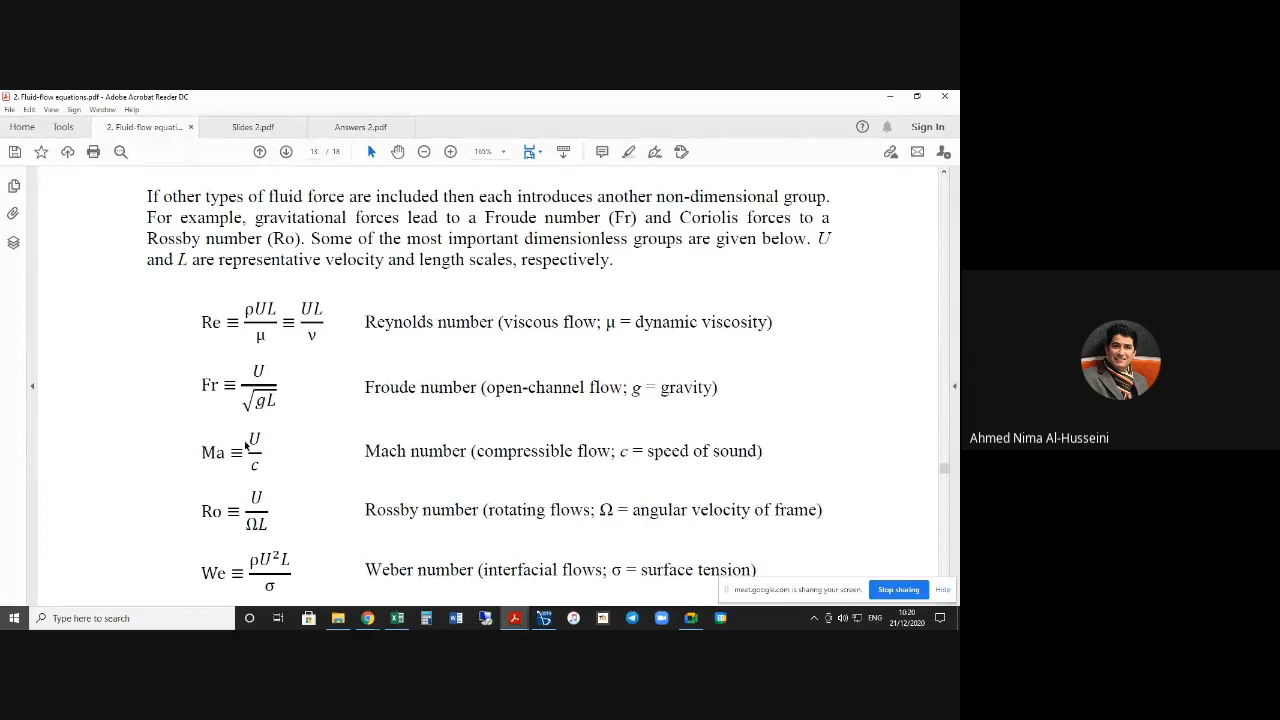 2. Fluid-flow equations.pdf - Adobe Acrobat Reader DC
File Edit View Sign Window Help
Home Tools 2. Fluid-flow equati... × Slides 2.pdf Answers 2.pdf Sign In
13 / 18 165%
If other types of fluid force are included then each introduces another non-dimensional group.
For example, gravitational forces lead to a Froude number (Fr) and Coriolis forces to a
Rossby number (Ro). Some of the most important dimensionless groups are given below. U
and L are representative velocity and length scales, respectively.
Re ≡ ρUL/μ ≡ UL/ν Reynolds number (viscous flow; μ = dynamic viscosity)
Fr ≡ U/√gL Froude number (open-channel flow; g = gravity)
Ma ≡ U/c Mach number (compressible flow; c = speed of sound)
Ro ≡ U/ΩL Rossby number (rotating flows; Ω = angular velocity of frame)
We ≡ ρU²L/σ Weber number (interfacial flows; σ = surface tension)
meet.google.com is sharing your screen. Stop sharing Hide
Type here to search
ENG
10:20
21/12/2020
Ahmed Nima Al-Husseini